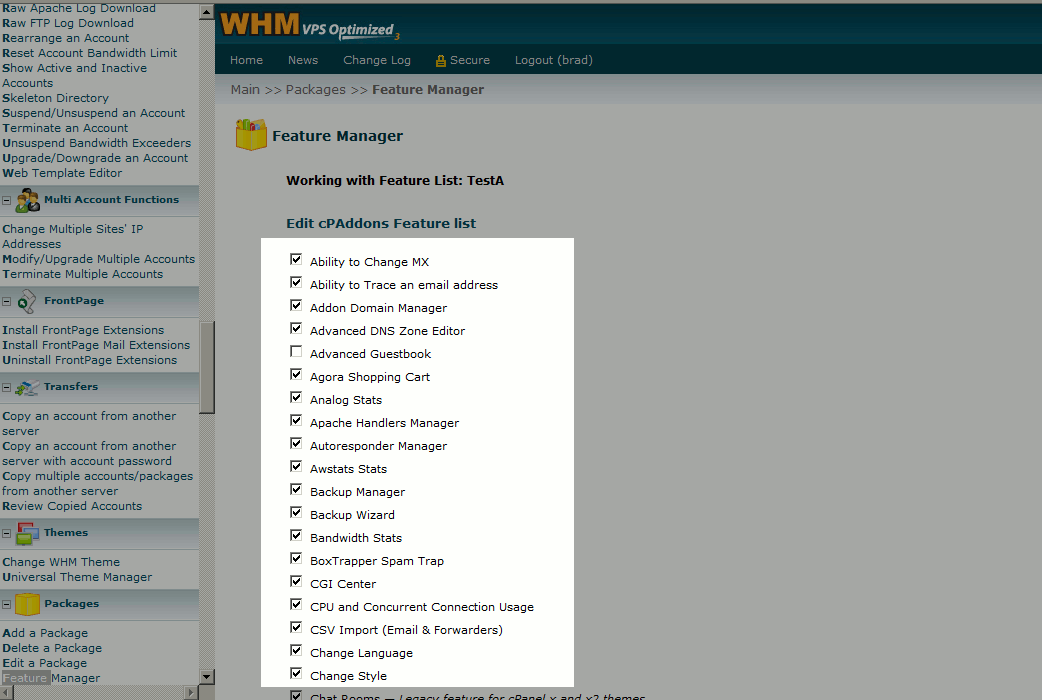 Raw Apache Log Download
Raw FTP Log Download
Rearrange an Account
Reset Account Bandwidth Limit
Show Active and Inactive
Accounts
Skeleton Directory
Suspend/Unsuspend an Account
Terminate an Account
Unsuspend Bandwidth Exceeders
Upgrade/Downgrade an Account
Web Template Editor
Multi Account Functions
Change Multiple Sites' IP
Addresses
Modify/Upgrade Multiple Accounts
Terminate Multiple Accounts
FrontPage
Install FrontPage Extensions
Install FrontPage Mail Extensions
Uninstall FrontPage Extensions
Transfers
Copy an account from another
server
Copy an account from another
server with account password
Copy multiple accounts/packages
from another server
Review Copied Accounts
Themes
Change WHM Theme
Universal Theme Manager
Packages
Add a Package
Delete a Package
Edit a Package
Feature Manager
WHM VPS Optimized 3
Home News Change Log Secure Logout (brad)
Main >> Packages >> Feature Manager
Feature Manager
Working with Feature List: TestA
Edit cPAddons Feature list
Ability to Change MX
Ability to Trace an email address
Addon Domain Manager
Advanced DNS Zone Editor
Advanced Guestbook
Agora Shopping Cart
Analog Stats
Apache Handlers Manager
Autoresponder Manager
Awstats Stats
Backup Manager
Backup Wizard
Bandwidth Stats
BoxTrapper Spam Trap
CGI Center
CPU and Concurrent Connection Usage
CSV Import (Email & Forwarders)
Change Language
Change Style
Chat Rooms — Legacy feature for cPanel x and x2 themes